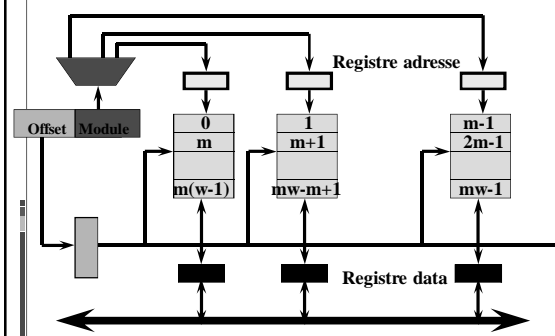 Registre adresse
Offset Module
0 1 m-1
m m+1 2m-1
m(w-1) mw-m+1 mw-1
Registre data